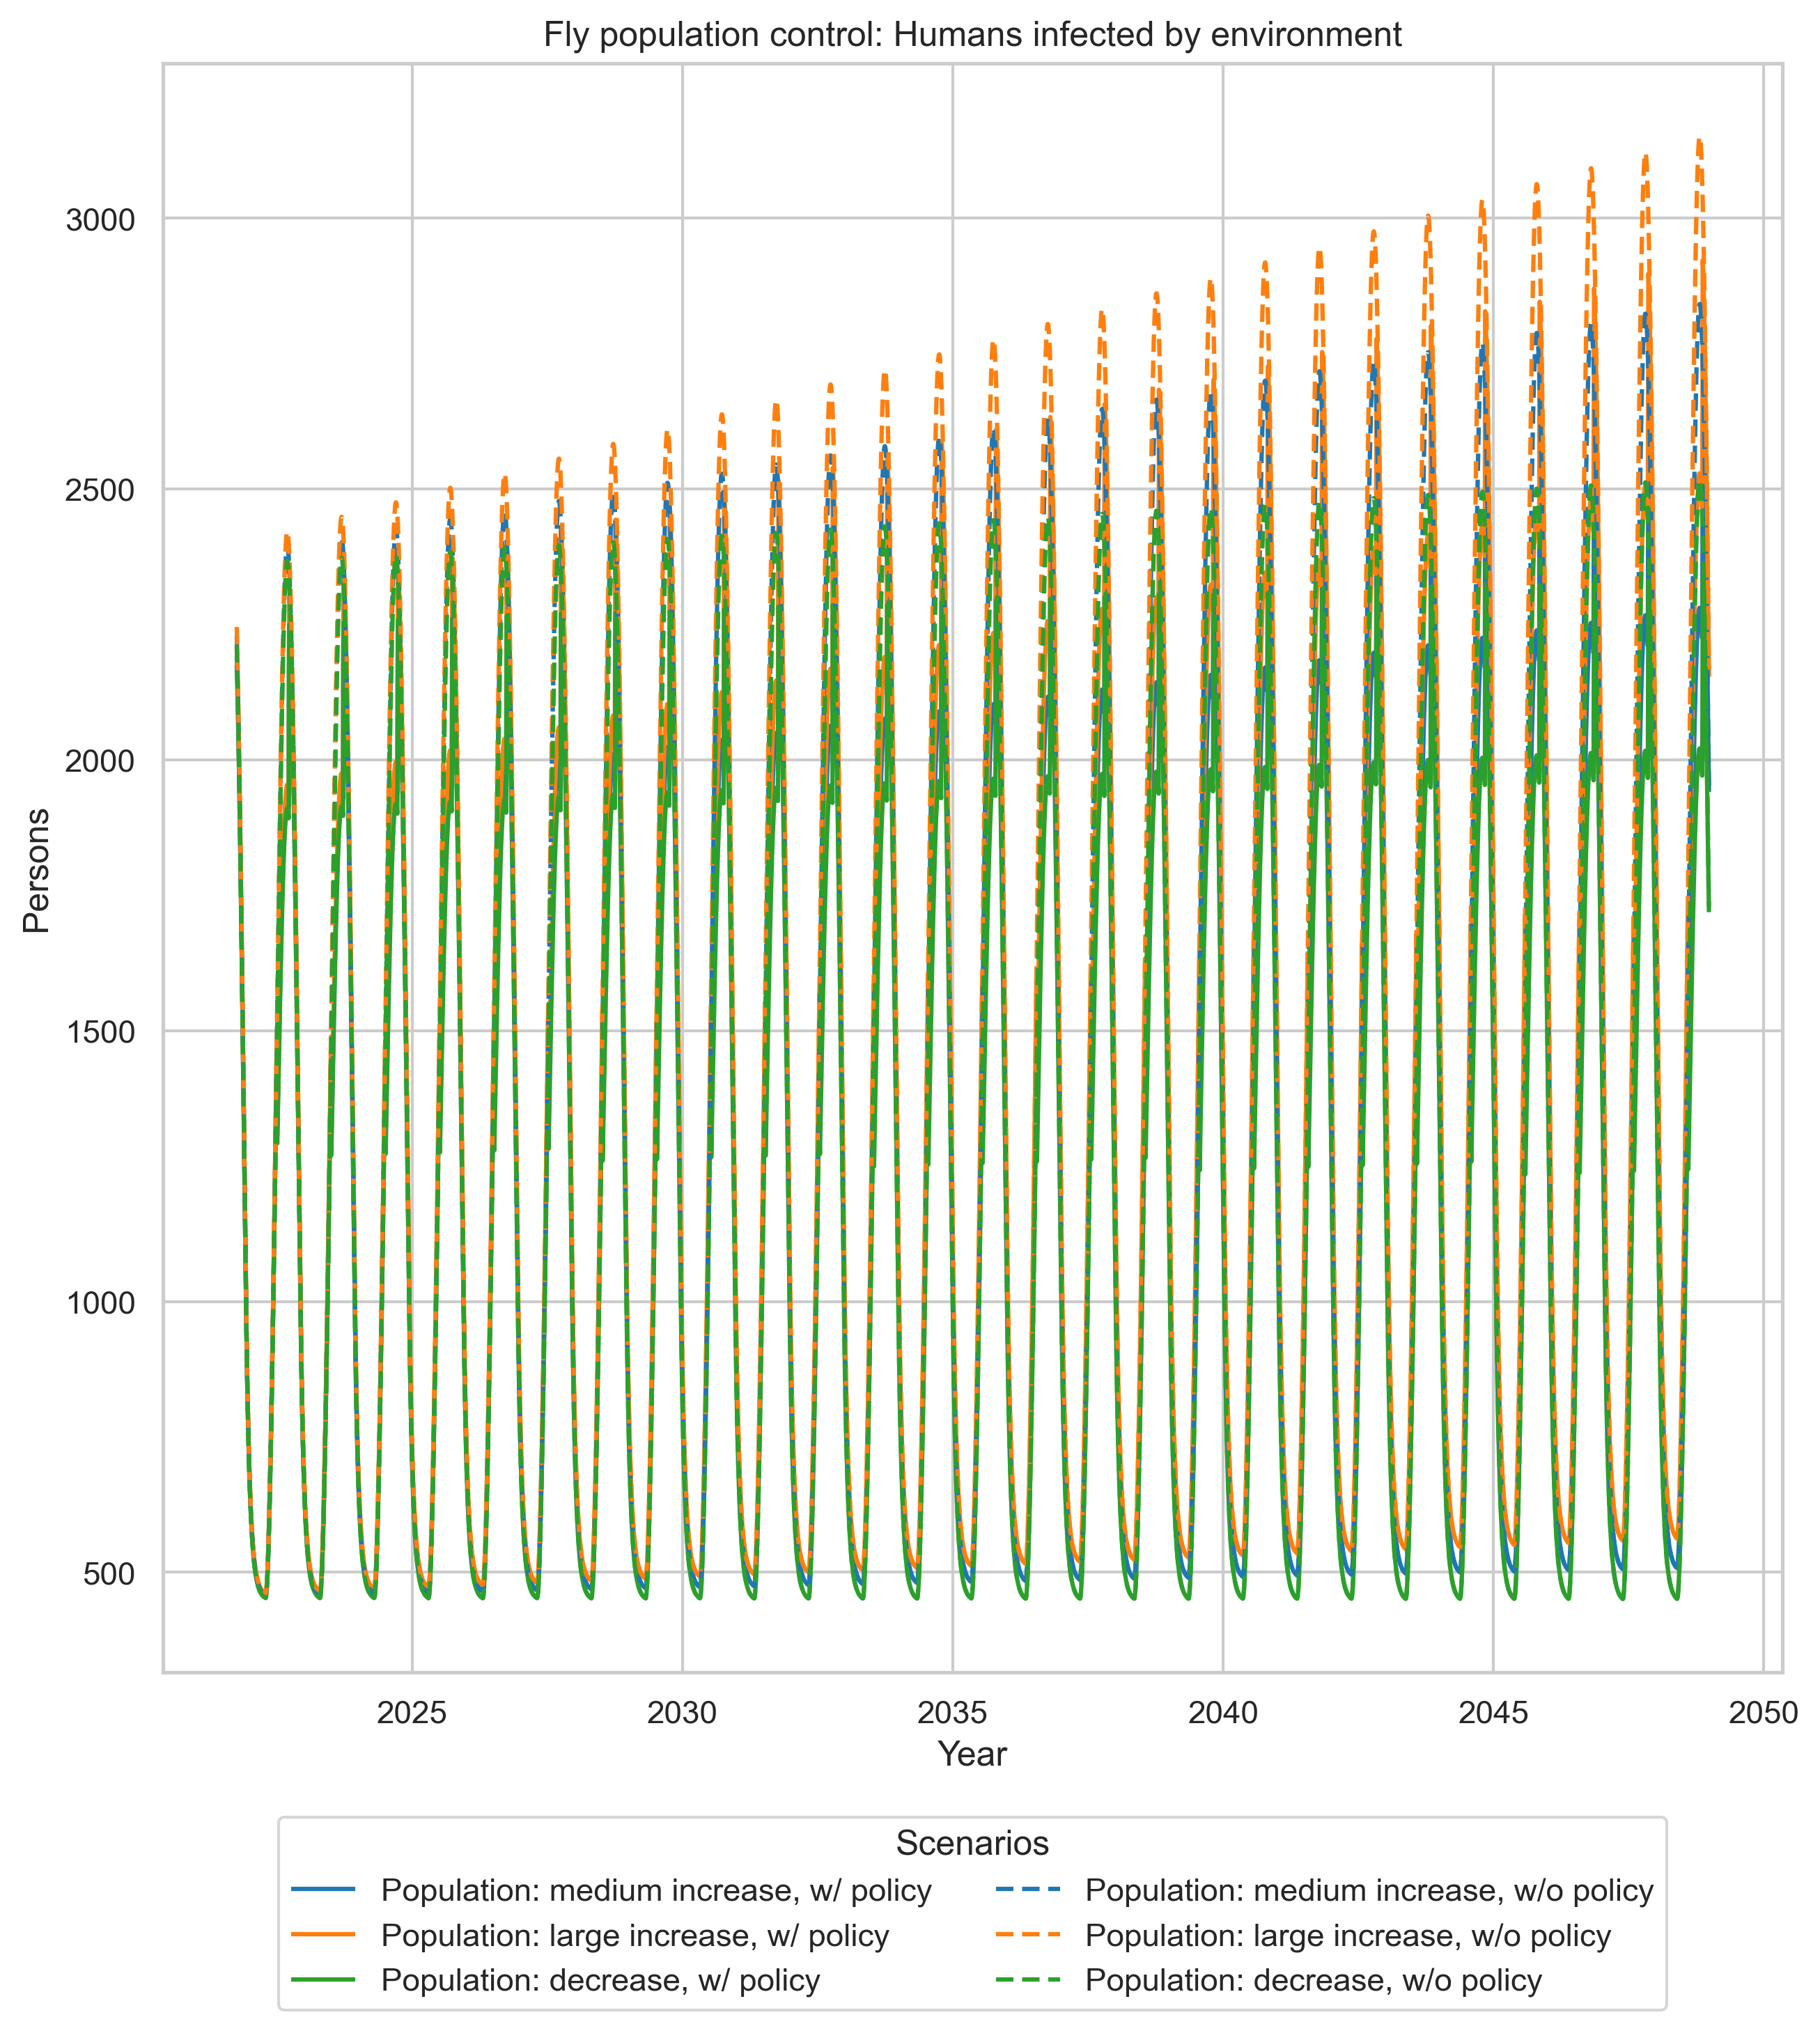 Fly population control: Humans infected by environment
3000
2500
2000
1500
1000
500
Persons
2025 2030 2035 2040 2045 2050
Year
Scenarios
Population: medium increase, w/ policy
Population: large increase, w/ policy
Population: decrease, w/ policy
Population: medium increase, w/o policy
Population: large increase, w/o policy
Population: decrease, w/o policy